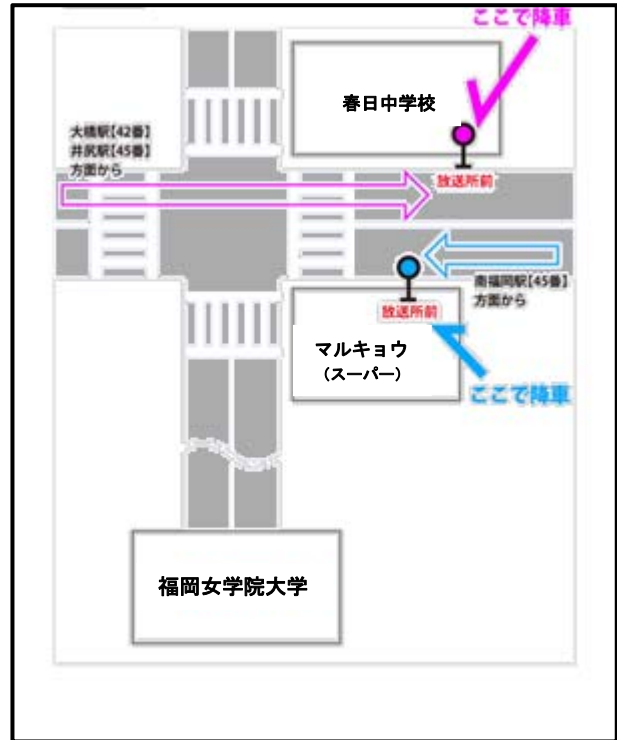 ここで降車
春日中学校
大橋駅【42番】
井尻駅【45番】
方面から
放送所前
南福岡駅【45番】
方面から
放送所前
マルキョウ
（スーパー）
ここで降車
福岡女学院大学